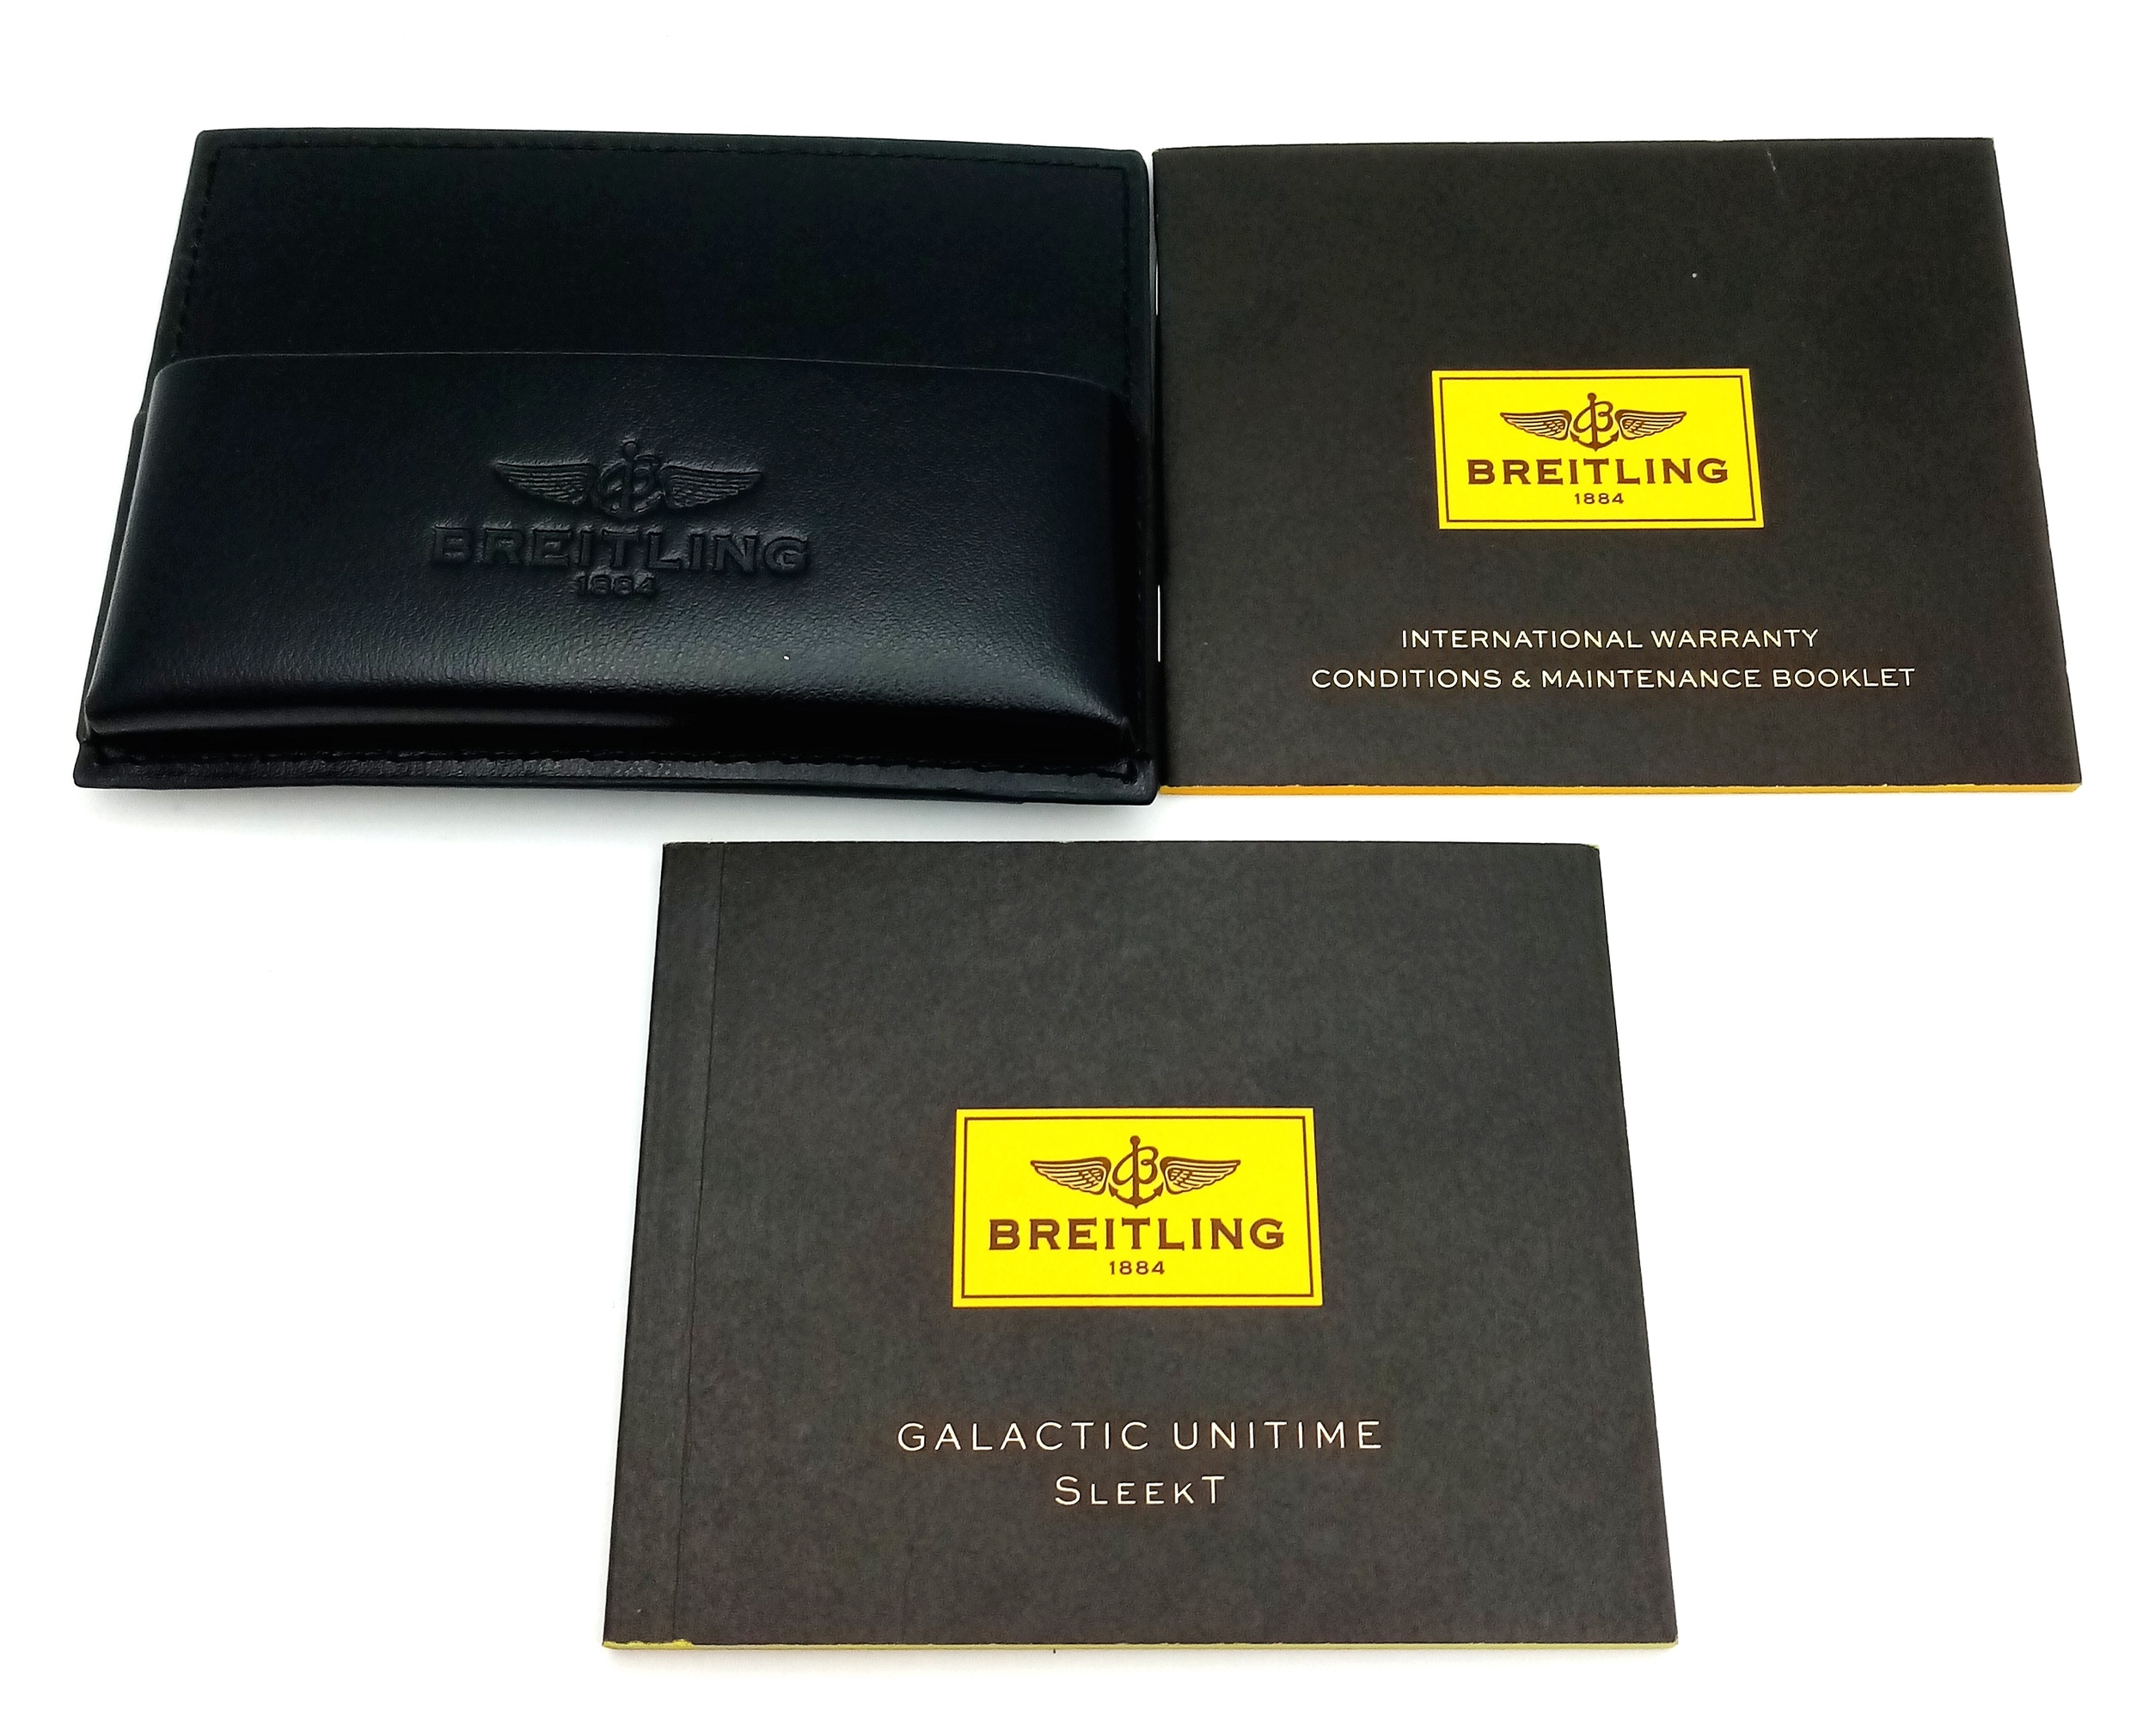 BREITLING
1884
BREITLING
1884
INTERNATIONAL WARRANTY
CONDITIONS & MAINTENANCE BOOKLET
BREITLING
1884
GALACTIC UNITIME
SLEEKT